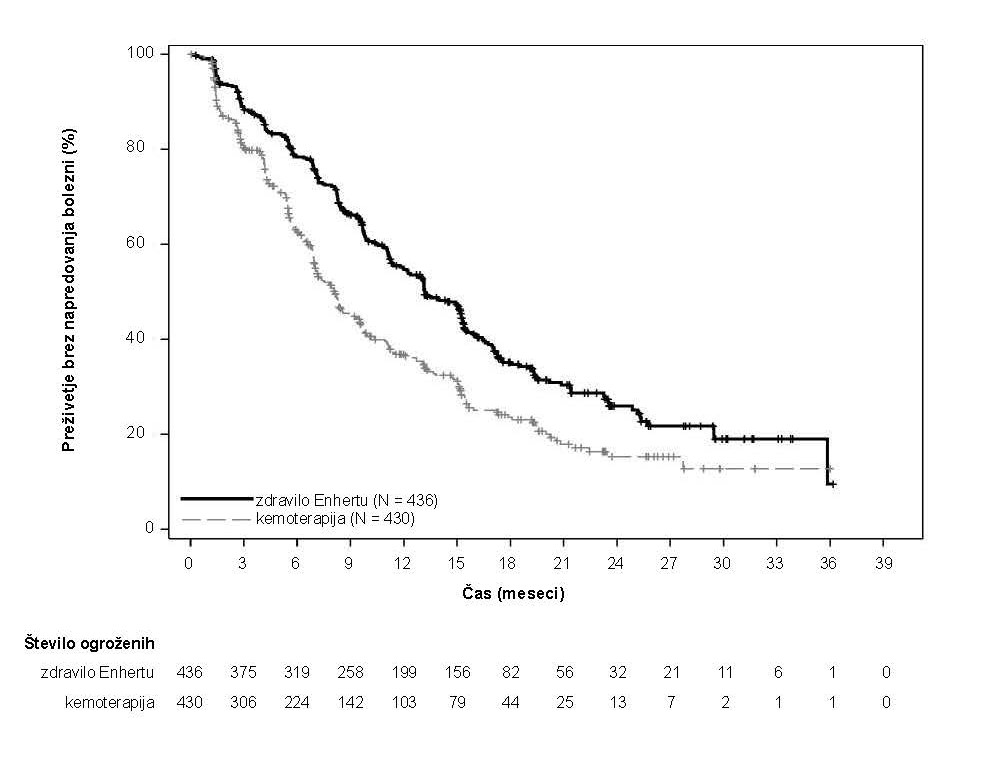 100
80
60
40
20
0
Preživetje brez napredovanja bolezni (%)
zdravilo Enhertu (N = 436)
kemoterapija (N = 430)
0 3 6 9 12 15 18 21 24 27 30 33 36 39
Čas (meseci)
Število ogroženih
zdravilo Enhertu 436 375 319 258 199 156 82 56 32 21 11 6 1 0
kemoterapija 430 306 224 142 103 79 44 25 13 7 2 1 1 0